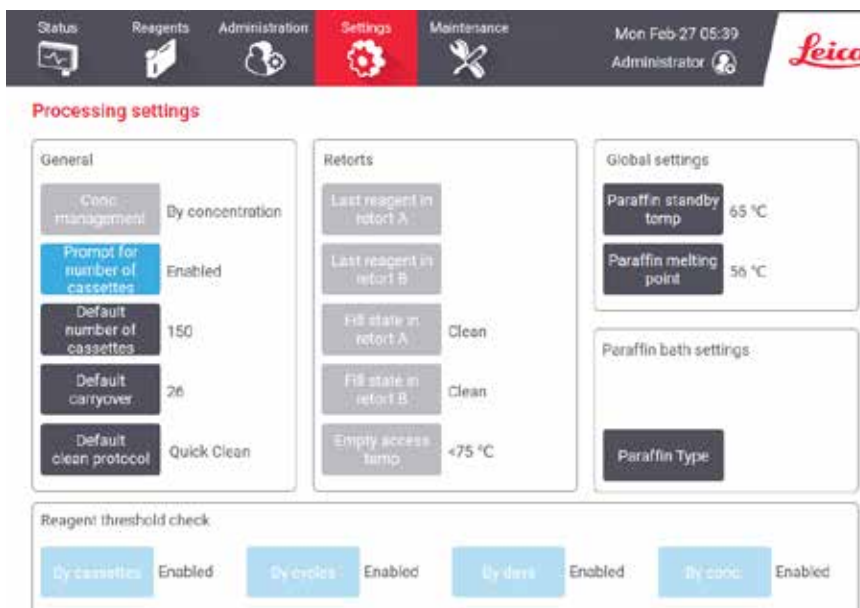 Status
Reagents
Administration
Settings
Maintenance
Mon Feb 27 05:39
Administrator
Leica
Processing settings
General
Conc.
management
By concentration
Prompt for
number of
cassettes
Enabled
Default
number of
cassettes
150
Default
carryover
26
Default
clean protocol
Quick Clean
Retorts
Last reagent in
retort A
Last reagent in
retort B
Fill state in
retort A
Clean
Fill state in
retort B
Clean
Empty access
temp
<75 °C
Global settings
Paraffin standby
temp
65 °C
Paraffin melting
point
56 °C
Paraffin bath settings
Paraffin Type
Reagent threshold check
By cassettes
Enabled
By cycles
Enabled
By days
Enabled
By conc.
Enabled